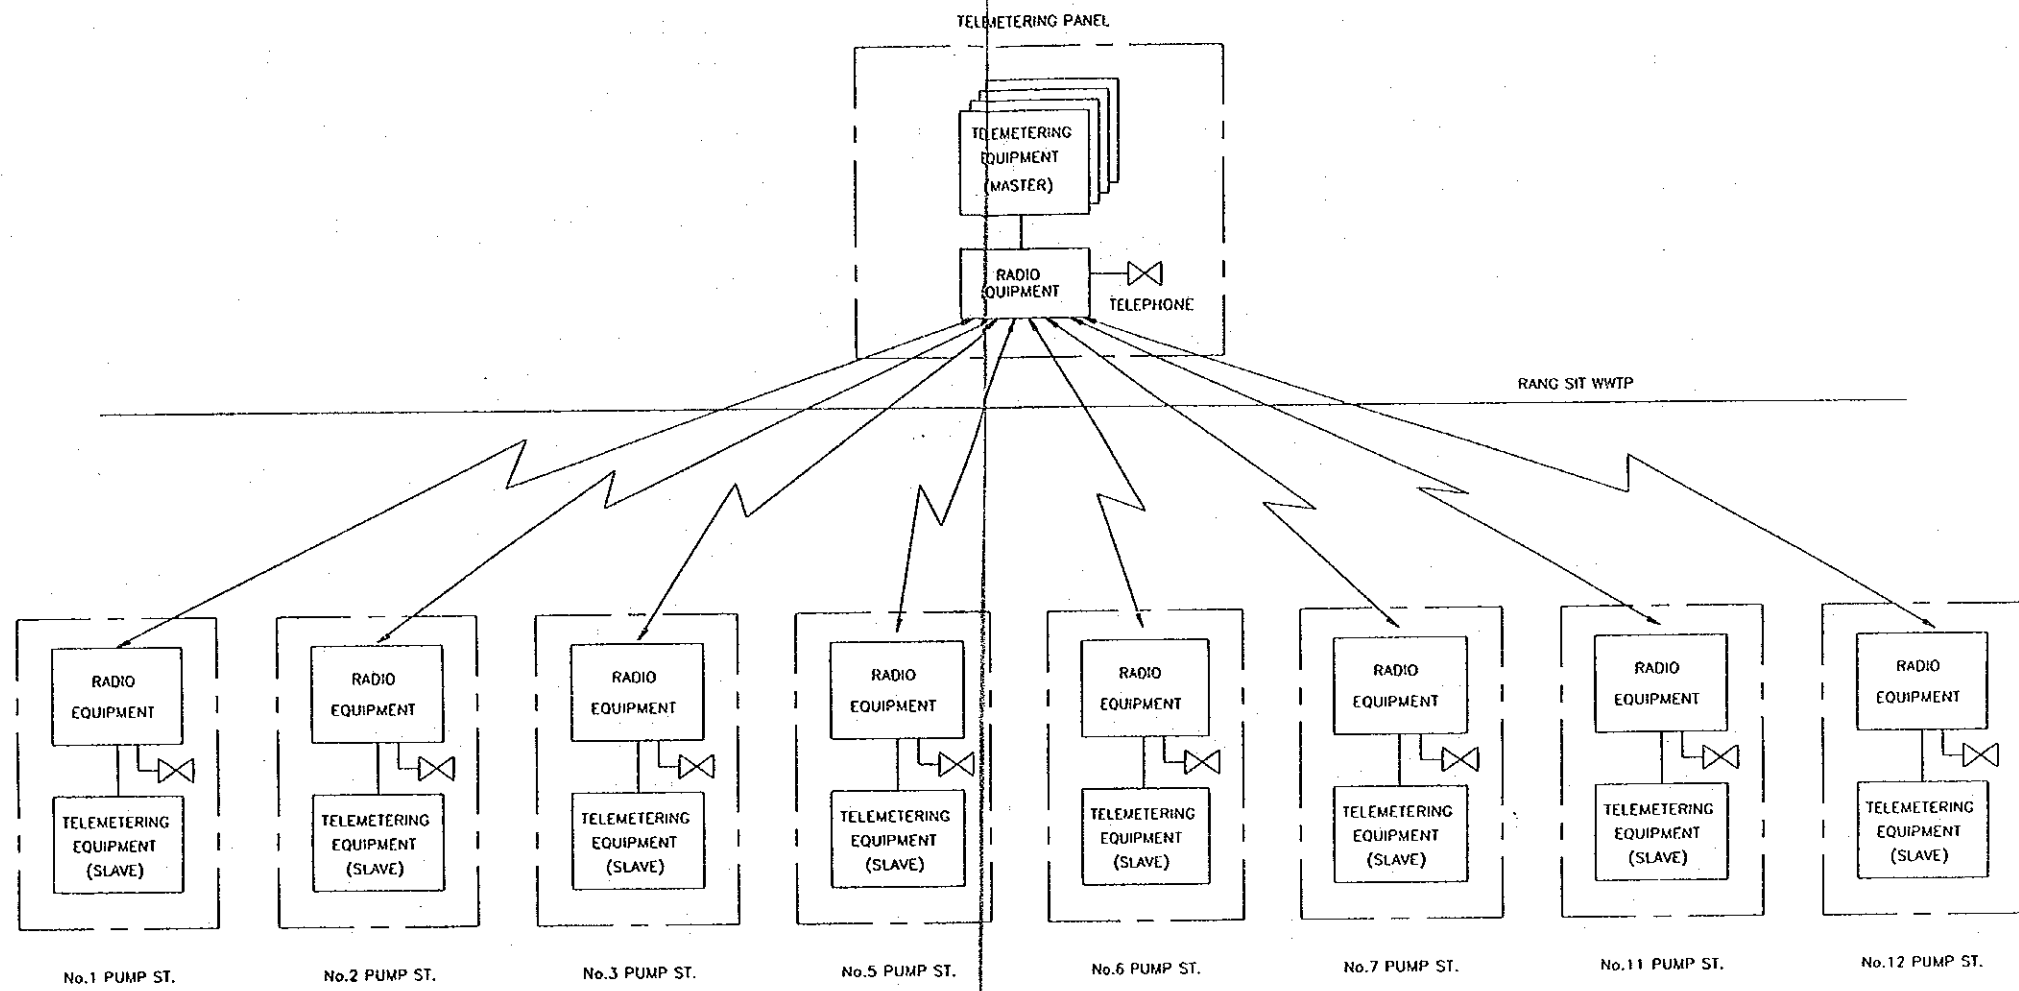 TELEMETERING PANEL
TELEMETERING
EQUIPMENT
(MASTER)
RADIO
EQUIPMENT
TELEPHONE
RANG SIT WWTP
RADIO
EQUIPMENT
TELEMETERING
EQUIPMENT
(SLAVE)
No.1 PUMP ST.
RADIO
EQUIPMENT
TELEMETERING
EQUIPMENT
(SLAVE)
No.2 PUMP ST.
RADIO
EQUIPMENT
TELEMETERING
EQUIPMENT
(SLAVE)
No.3 PUMP ST.
RADIO
EQUIPMENT
TELEMETERING
EQUIPMENT
(SLAVE)
No.5 PUMP ST.
RADIO
EQUIPMENT
TELEMETERING
EQUIPMENT
(SLAVE)
No.6 PUMP ST.
RADIO
EQUIPMENT
TELEMETERING
EQUIPMENT
(SLAVE)
No.7 PUMP ST.
RADIO
EQUIPMENT
TELEMETERING
EQUIPMENT
(SLAVE)
No.11 PUMP ST.
RADIO
EQUIPMENT
TELEMETERING
EQUIPMENT
(SLAVE)
No.12 PUMP ST.